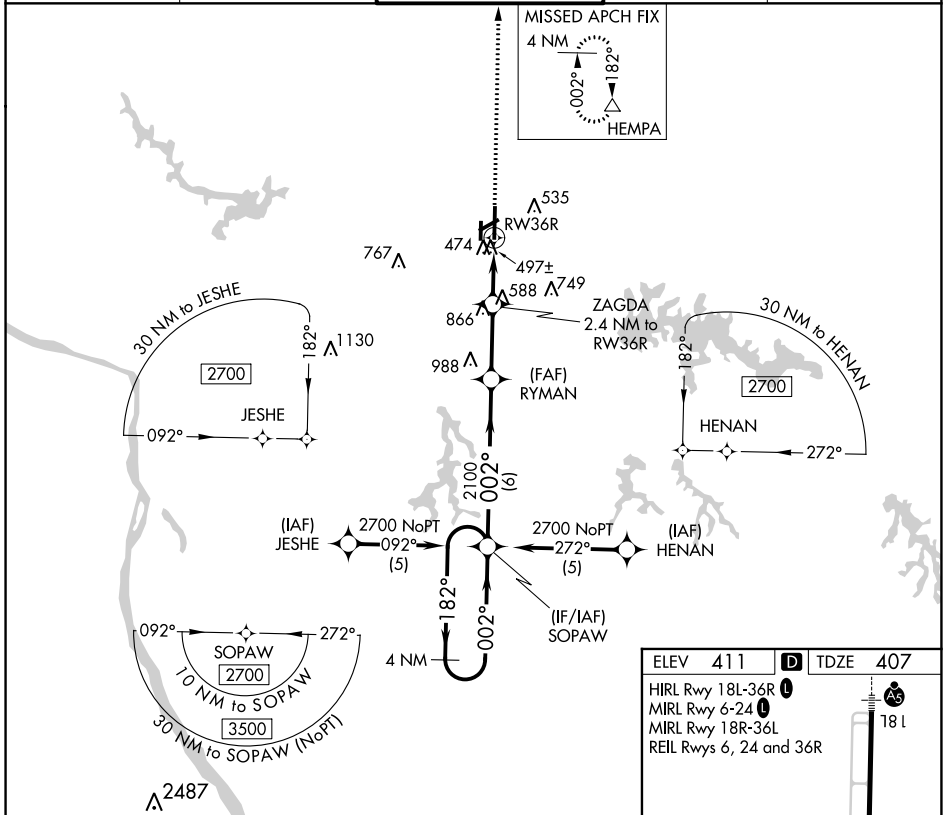 MISSED APCH FIX
4 NM
002°
182°
HEMPA
535
RW36R
474
767
497±
588
749
ZAGDA
2.4 NM to
RW36R
866
30 NM to JESHE
182°
1130
2700
JESHE
092°
988
(FAF)
RYMAN
30 NM to HENAN
182°
2700
HENAN
272°
2100
002°
(6)
(IAF)
JESHE
2700 NoPT
092°
(5)
2700 NoPT
272°
(5)
(IAF)
HENAN
182°
002°
4 NM
(IF/IAF)
SOPAW
092°
272°
SOPAW
2700
10 NM to SOPAW
3500
30 NM to SOPAW (NoPT)
2487
ELEV 411 D TDZE 407
HIRL Rwy 18L-36R L
MIRL Rwy 6-24 L
MIRL Rwy 18R-36L
REIL Rwys 6, 24 and 36R
A5
18L